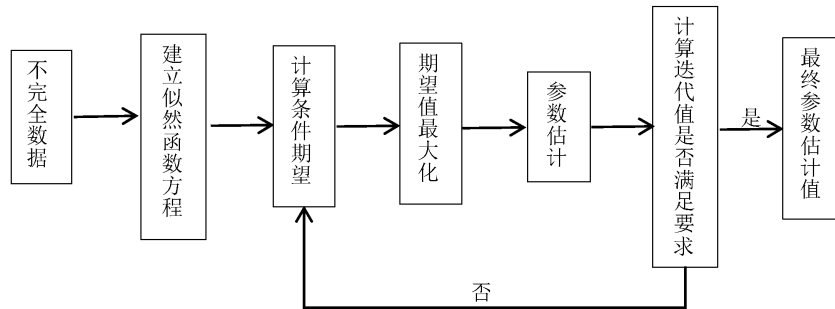 不完全数据
建立似然函数方程
计算条件期望
期望值最大化
参数估计
计算迭代值是否满足要求
是
最终参数估计值
否